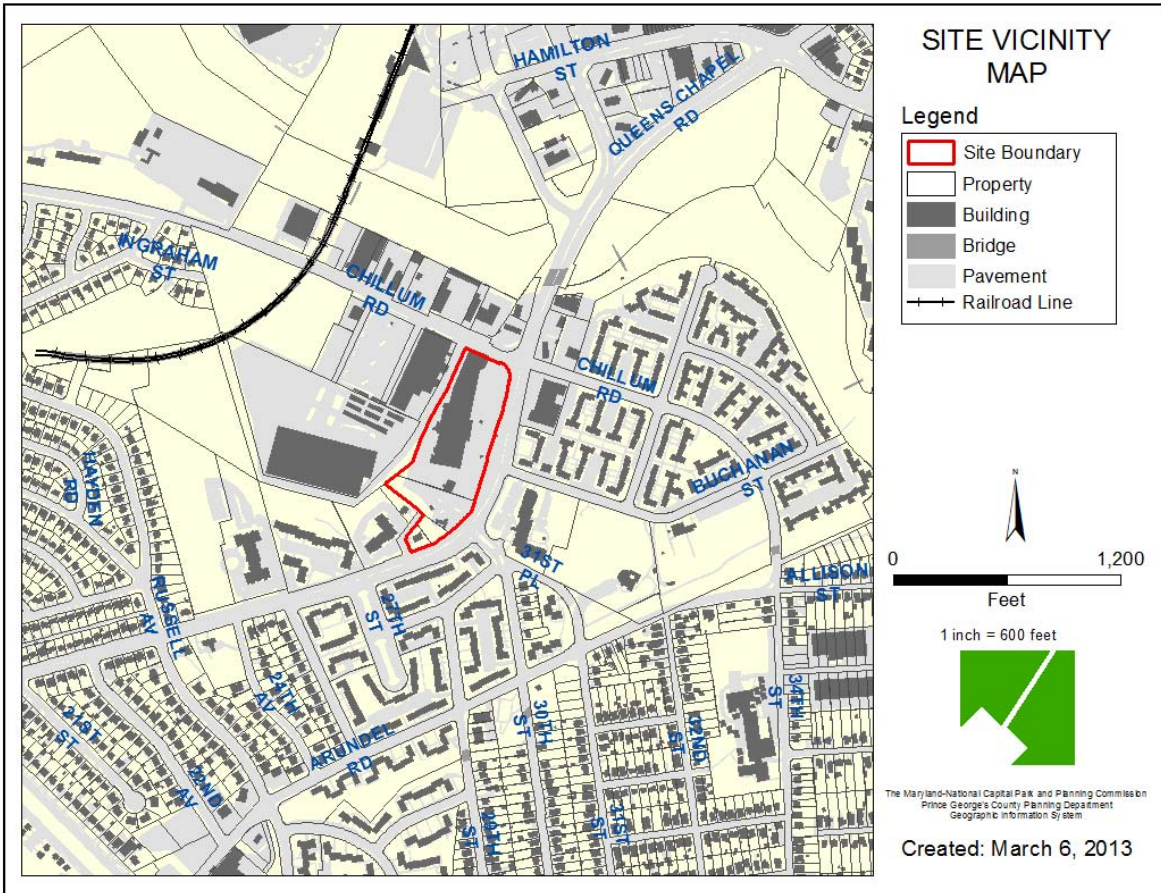 HAMILTON
ST
QUEENS CHAPEL
RD
INGRAHAM
ST
CHILLUM
RD
CHILLUM
RD
BUCHANAN
ST
HAYDEN
RD
31ST
PL
ALLISON
ST
RUSSELL
AV
27TH
ST
24TH
AV
34TH
ST
21ST
ST
30TH
ST
32ND
ST
ARUNDEL
RD
22ND
AV
29TH
ST
31ST
ST
SITE VICINITY
MAP
Legend
Site Boundary
Property
Building
Bridge
Pavement
Railroad Line
N
0 1,200
Feet
1 inch = 600 feet
The Maryland-National Capital Park and Planning Commission
Prince George's County Planning Department
Geographic Information System
Created: March 6, 2013